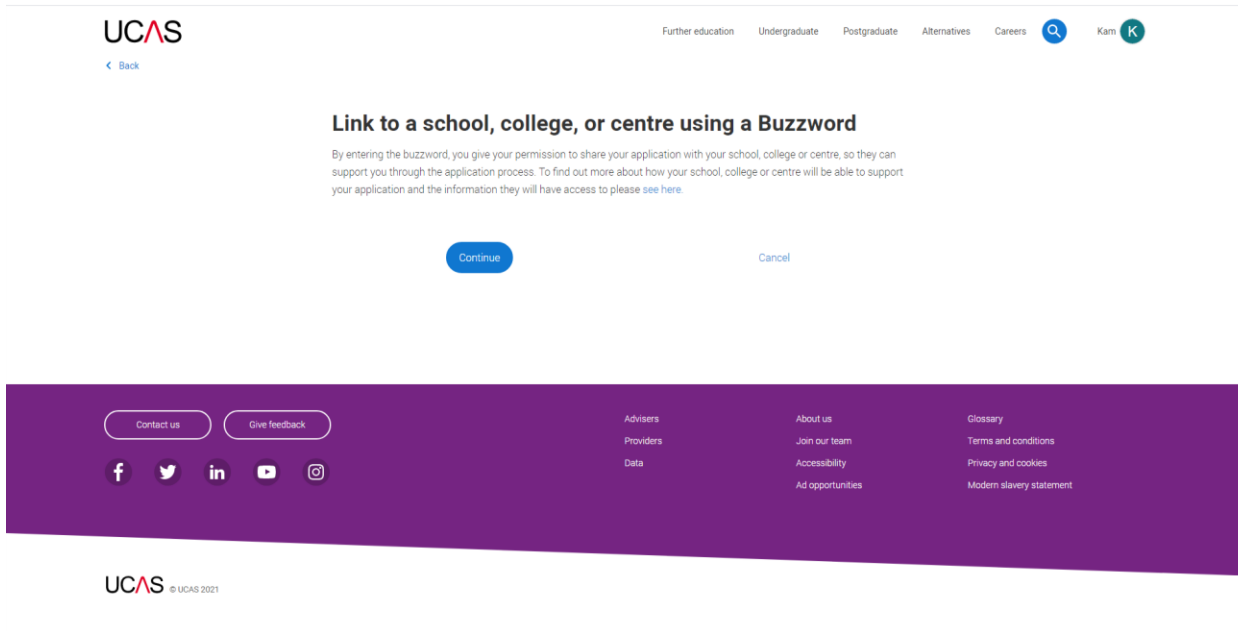 UCAS
Further education Undergraduate Postgraduate Alternatives Careers Kam K
Back
Link to a school, college, or centre using a Buzzword
By entering the buzzword, you give your permission to share your application with your school, college or centre, so they can
support you through the application process. To find out more about how your school, college or centre will be able to support
your application and the information they will have access to please see here.
Continue Cancel
Contact us Give feedback
Advisers About us Glossary
Providers Join our team Terms and conditions
Data Accessibility Privacy and cookies
Ad opportunities Modern slavery statement
UCAS © UCAS 2021